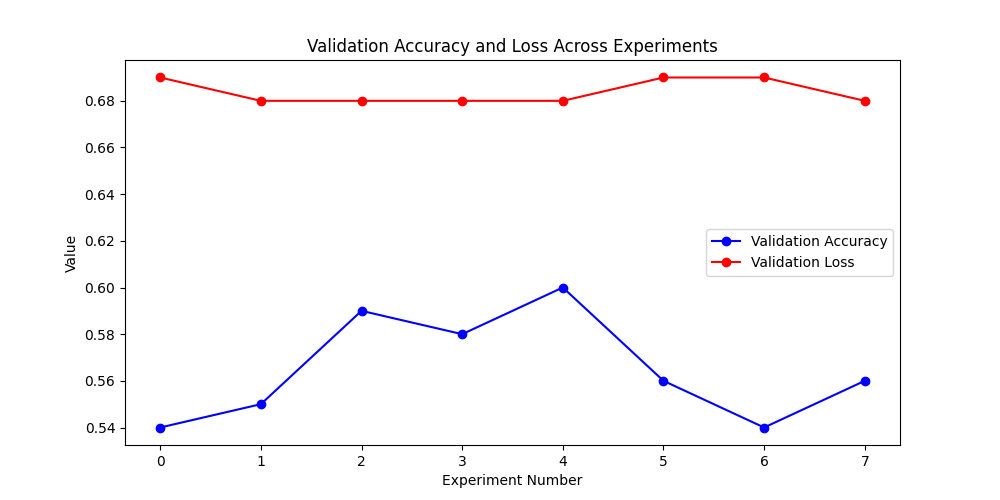 Validation Accuracy and Loss Across Experiments
0.68
0.66
0.64
0.62
0.60
0.58
0.56
0.54
Value
Validation Accuracy
Validation Loss
0 1 2 3 4 5 6 7
Experiment Number